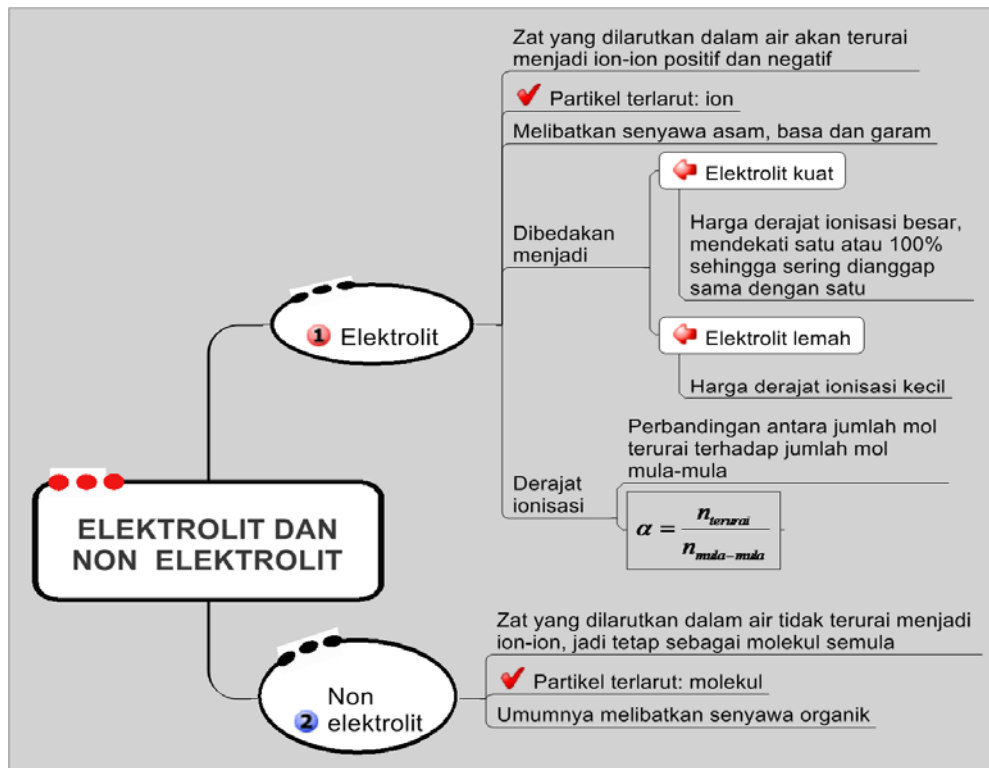 Zat yang dilarutkan dalam air akan terurai
menjadi ion-ion positif dan negatif
Partikel terlarut: ion
Melibatkan senyawa asam, basa dan garam
Dibedakan
menjadi
Elektrolit kuat
Harga derajat ionisasi besar,
mendekati satu atau 100%
sehingga sering dianggap
sama dengan satu
Elektrolit lemah
Harga derajat ionisasi kecil
1 Elektrolit
Derajat
ionisasi
Perbandingan antara jumlah mol
terurai terhadap jumlah mol
mula-mula
α = n_terurai / n_mula-mula
ELEKTROLIT DAN
NON ELEKTROLIT
Non
2 elektrolit
Zat yang dilarutkan dalam air tidak terurai menjadi
ion-ion, jadi tetap sebagai molekul semula
Partikel terlarut: molekul
Umumnya melibatkan senyawa organik